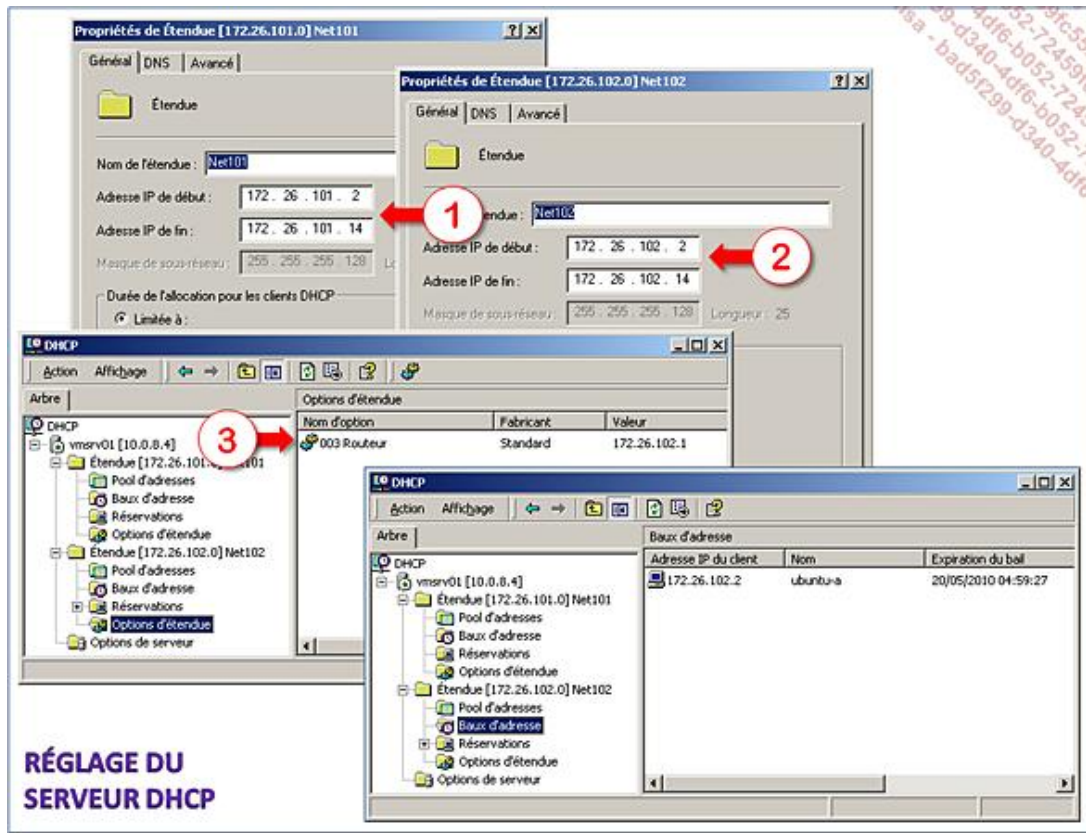 Propriétés de Étendue [172.26.101.0] Net101
Général DNS Avancé
Étendue
Nom de l'étendue : Net101
Adresse IP de début : 172 . 26 . 101 . 2
Adresse IP de fin : 172 . 26 . 101 . 14
Masque de sous-réseau : 255 . 255 . 255 . 128
Durée de l'allocation pour les clients DHCP
Limitée à :
1
Propriétés de Étendue [172.26.102.0] Net102
Général DNS Avancé
Étendue
endue : Net102
Adresse IP de début : 172 . 26 . 102 . 2
Adresse IP de fin : 172 . 26 . 102 . 14
Masque de sous-réseau : 255 . 255 . 255 . 128 Longueur : 25
2
DHCP
Action Affichage
Arbre
Options d'étendue
DHCP
Nom d'option Fabricant Valeur
vmsrv01 [10.0.8.4]
003 Routeur Standard 172.26.102.1
3
Étendue [172.26.101.0] Net101
Pool d'adresses
Baux d'adresse
Réservations
Options d'étendue
Étendue [172.26.102.0] Net102
Pool d'adresses
Baux d'adresse
Réservations
Options d'étendue
Options de serveur
DHCP
Action Affichage
Arbre
Baux d'adresse
DHCP
Adresse IP du client Nom Expiration du bail
vmsrv01 [10.0.8.4]
172.26.102.2 ubuntu-a 20/05/2010 04:59:27
Étendue [172.26.101.0] Net101
Pool d'adresses
Baux d'adresse
Réservations
Options d'étendue
Étendue [172.26.102.0] Net102
Pool d'adresses
Baux d'adresse
Réservations
Options d'étendue
Options de serveur
RÉGLAGE DU
SERVEUR DHCP